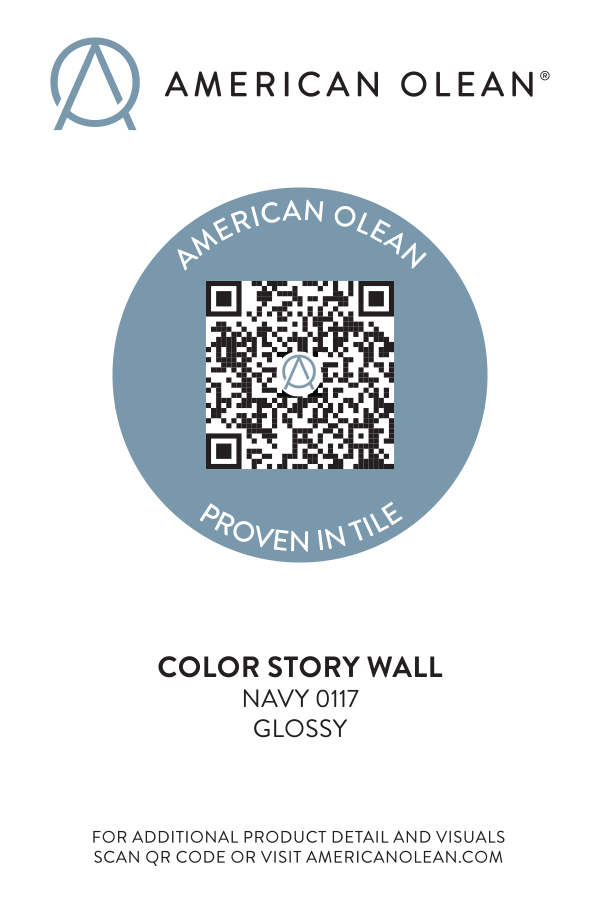 AMERICAN OLEAN®
AMERICAN OLEAN
PROVEN IN TILE
COLOR STORY WALL
NAVY 0117
GLOSSY
FOR ADDITIONAL PRODUCT DETAIL AND VISUALS
SCAN QR CODE OR VISIT AMERICANOLEAN.COM